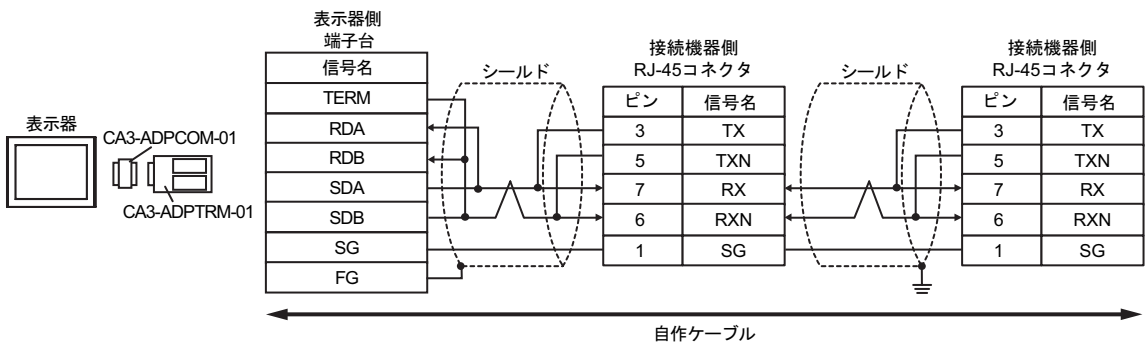 表示器
CA3-ADPCOM-01
CA3-ADPTRM-01
表示器側
端子台
信号名
TERM
RDA
RDB
SDA
SDB
SG
FG
シールド
接続機器側
RJ-45コネクタ
ピン 信号名
3 TX
5 TXN
7 RX
6 RXN
1 SG
シールド
接続機器側
RJ-45コネクタ
ピン 信号名
3 TX
5 TXN
7 RX
6 RXN
1 SG
自作ケーブル